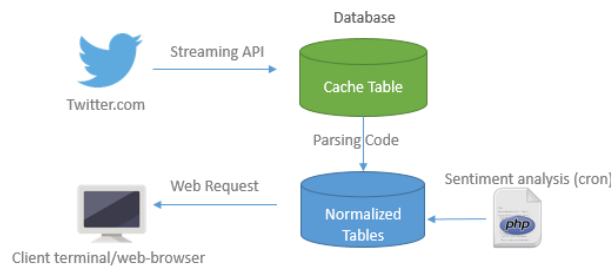 Database
Streaming API
Twitter.com
Cache Table
Parsing Code
Web Request
Sentiment analysis (cron)
Normalized
Tables
php
Client terminal/web-browser